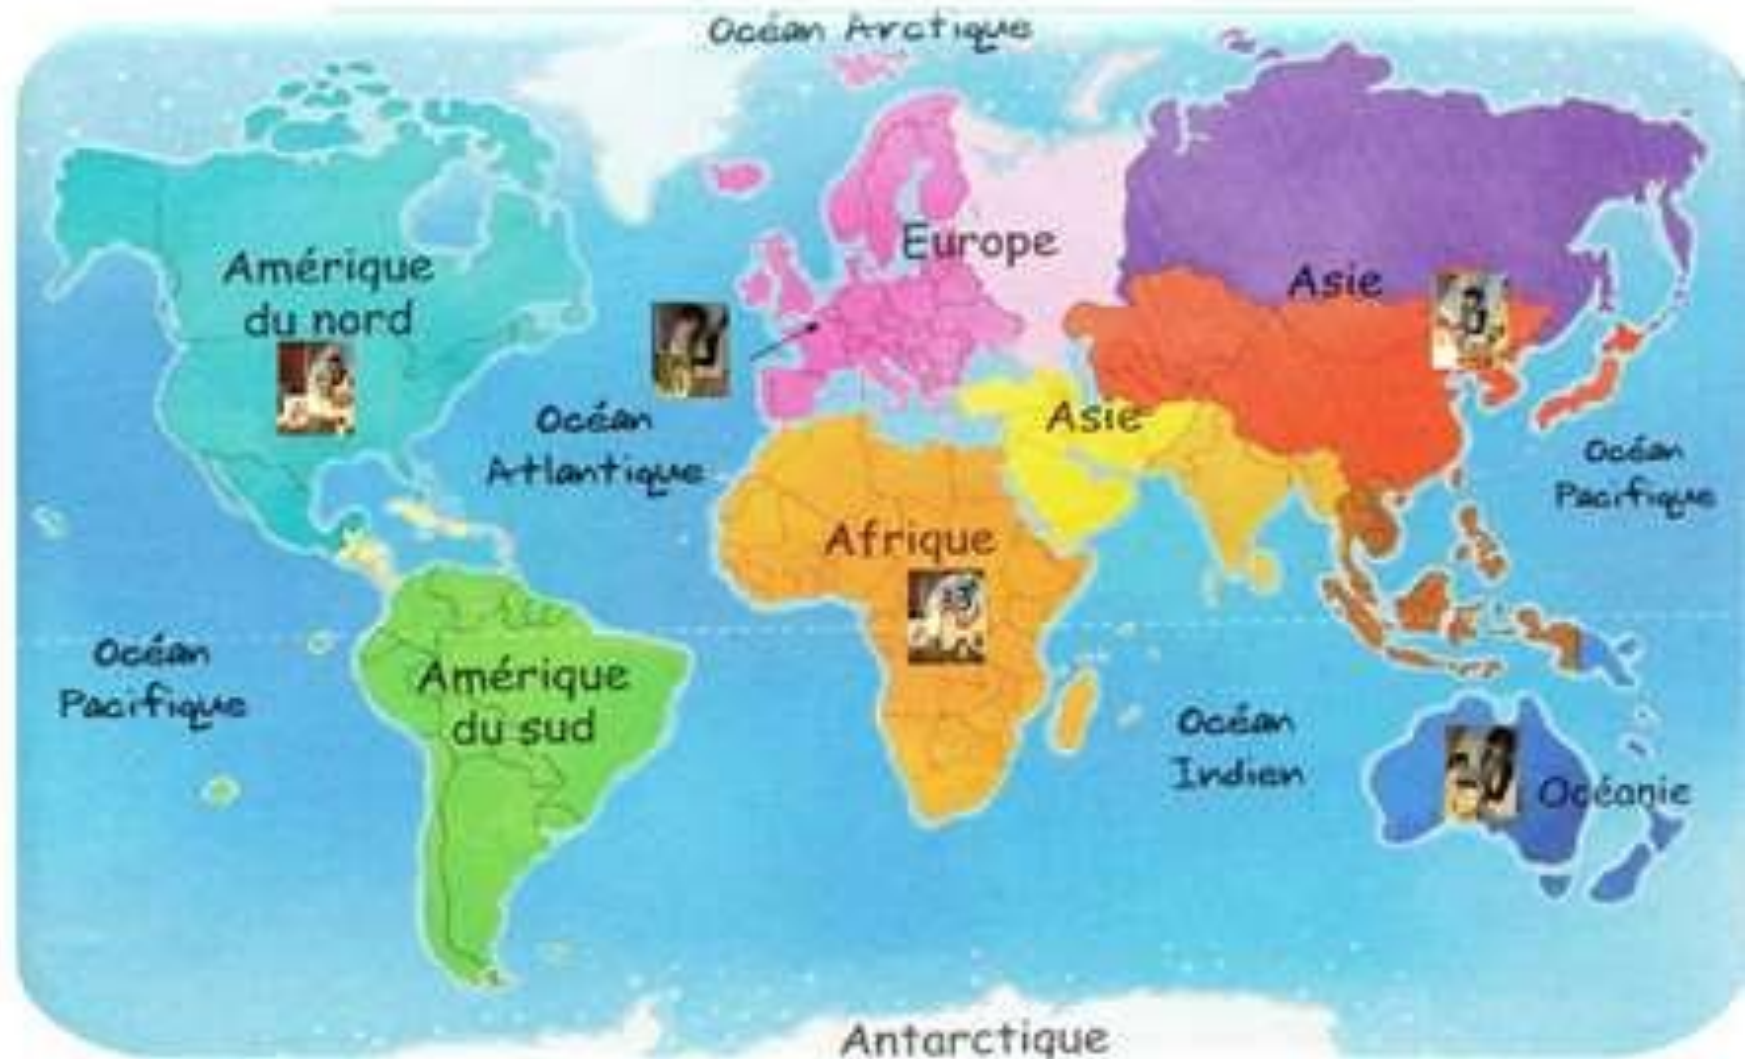 Océan Arctique
Europe
Amérique
du nord
Asie
Océan
Atlantique
Asie
Océan
Pacifique
Afrique
Océan
Pacifique
Amérique
du sud
Océan
Indien
Océanie
Antarctique